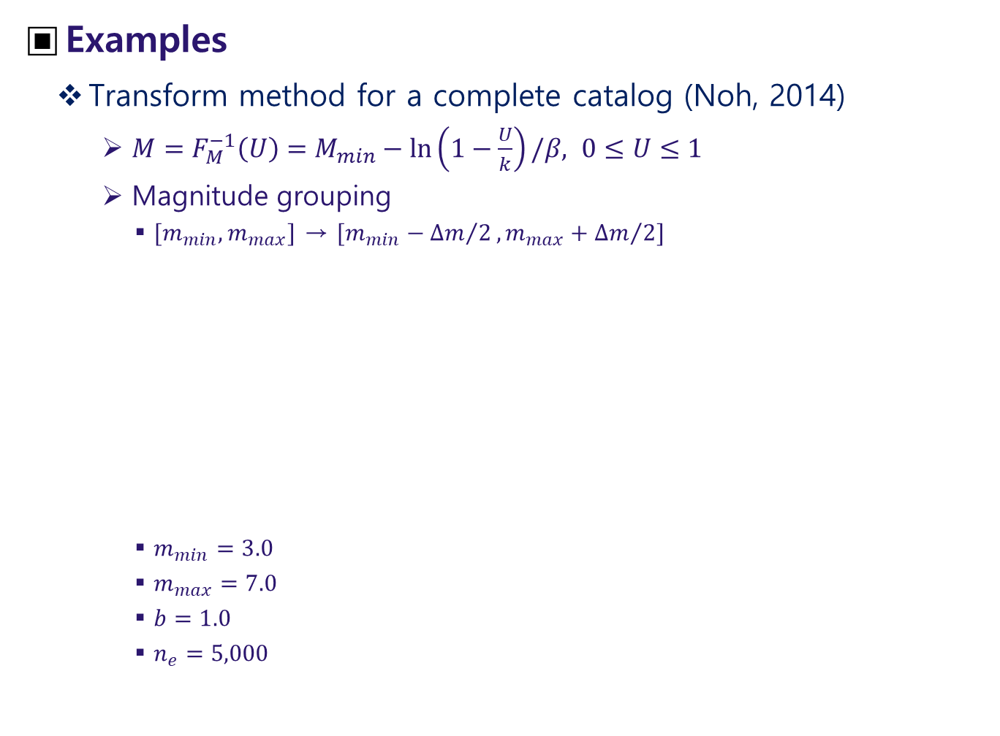 ▣ Examples
❖ Transform method for a complete catalog (Noh, 2014)
➢ $M = F_M^{-1}(U) = M_{min} - \ln\left(1 - \frac{U}{k}\right)/\beta,\ 0 \leq U \leq 1$
➢ Magnitude grouping
▪ $[m_{min}, m_{max}] \rightarrow [m_{min} - \Delta m/2\,, m_{max} + \Delta m/2]$
▪ $m_{min} = 3.0$
▪ $m_{max} = 7.0$
▪ $b = 1.0$
▪ $n_e = 5,000$